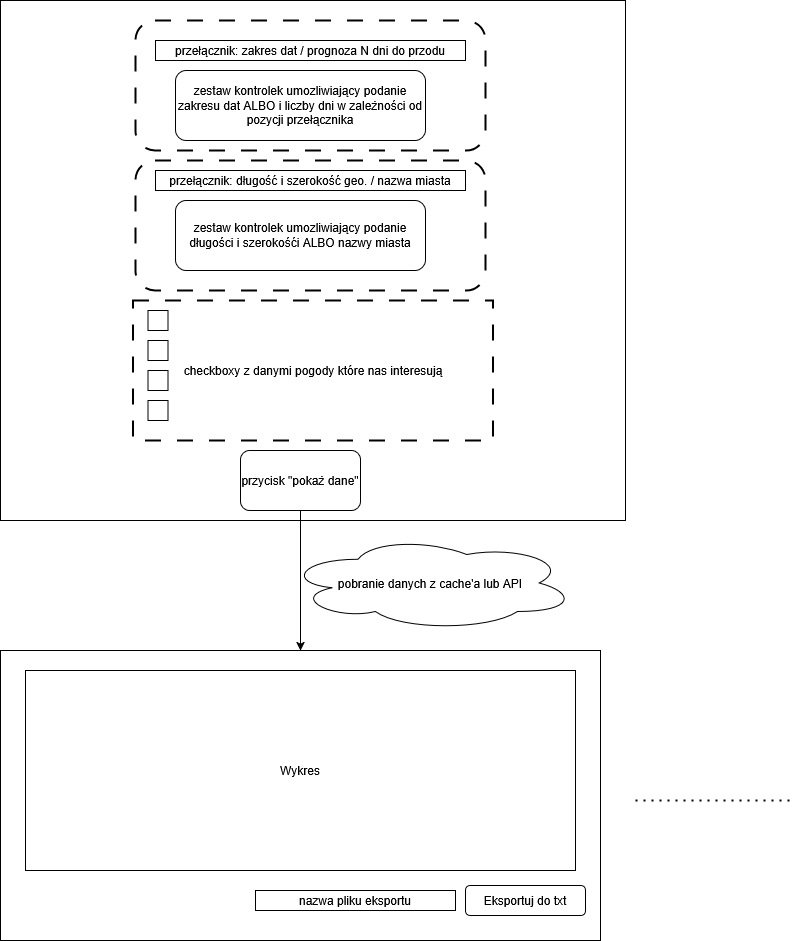 przełącznik: zakres dat / prognoza N dni do przodu
zestaw kontrolek umozliwiający podanie
zakresu dat ALBO i liczby dni w zależności od
pozycji przełącznika
przełącznik: długość i szerokość geo. / nazwa miasta
zestaw kontrolek umozliwiający podanie
długości i szerokośći ALBO nazwy miasta
checkboxy z danymi pogody które nas interesują
przycisk "pokaż dane"
pobranie danych z cache'a lub API
Wykres
nazwa pliku eksportu
Eksportuj do txt